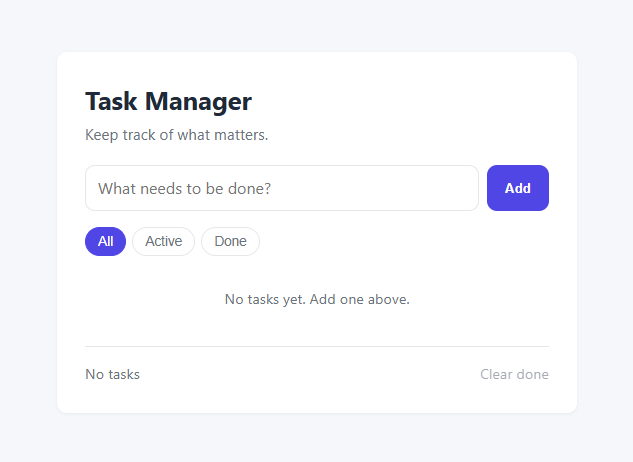 Task Manager
Keep track of what matters.
What needs to be done? Add
All Active Done
No tasks yet. Add one above.
No tasks Clear done